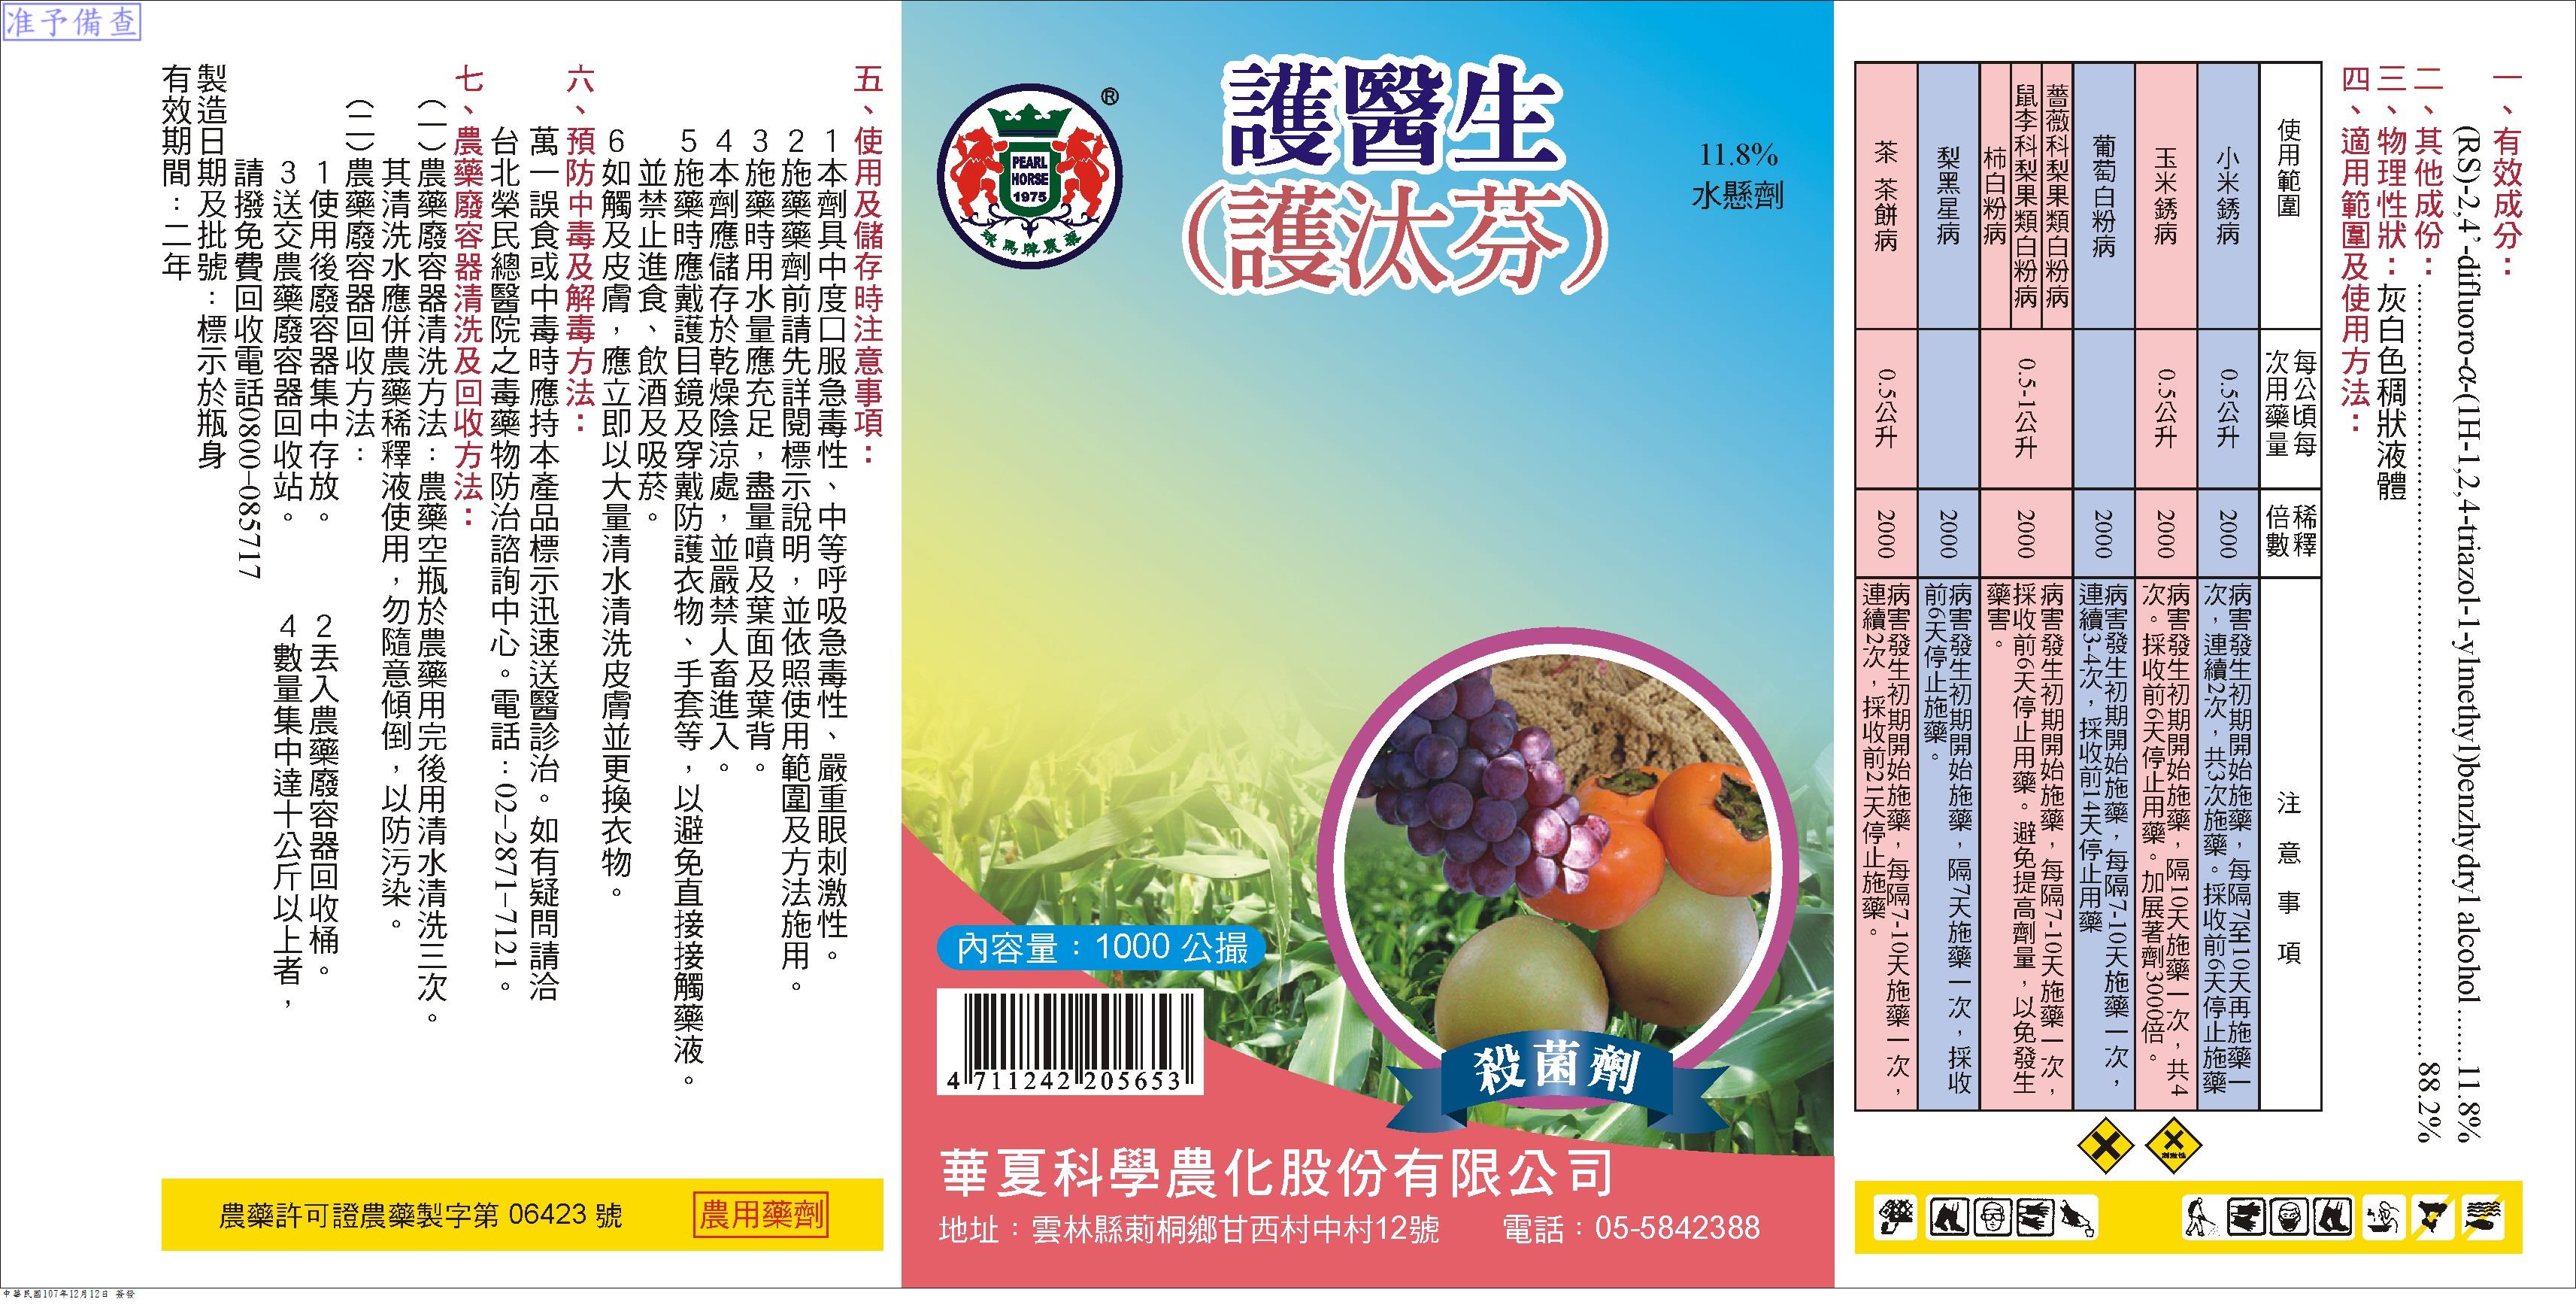 准予備查
一、有效成分：
(RS)-2,4’-difluoro-α-(1H-1,2,4-triazol-1-ylmethyl)benzhydryl alcohol ......11.8%
二、其他成份：......88.2%
三、物理性狀：灰白色稠狀液體
四、適用範圍及使用方法：
使用範圍
每公頃每
次用藥量
稀釋
倍數
注意事項
小米銹病
0.5公升
2000
病害發生初期開始施藥，每隔7至10天再施藥一
次，連續2次，共3次施藥。採收前6天停止施藥
玉米銹病
0.5公升
2000
病害發生初期開始施藥，隔10天施藥一次，共4
次。採收前6天停止用藥。加展著劑3000倍。
葡萄白粉病
2000
病害發生初期開始施藥，每隔7-10天施藥一次，
連續3-4次，採收前14天停止用藥
薔薇科梨果類白粉病
鼠李科梨果類白粉病
柿白粉病
0.5-1公升
2000
病害發生初期開始施藥，每隔7-10天施藥一次，
採收前6天停止用藥。避免提高劑量，以免發生
藥害。
梨黑星病
2000
病害發生初期開始施藥，隔7天施藥一次，採收
前6天停止施藥。
茶 茶餅病
0.5公升
2000
病害發生初期開始施藥，每隔7-10天施藥一次，
連續2次，採收前21天停止施藥。
刺激性
護醫生
（護汰芬）
11.8%
水懸劑
®
PEARL
HORSE
1975
珠馬牌農藥
內容量：1000 公撮
4 711242 205653
殺菌劑
華夏科學農化股份有限公司
地址：雲林縣莿桐鄉甘西村中村12號 電話：05-5842388
五、使用及儲存時注意事項：
1本劑具中度口服急毒性、中等呼吸急毒性、嚴重眼刺激性。
2施藥藥劑前請先詳閱標示說明，並依照使用範圍及方法施用。
3施藥時用水量應充足，盡量噴及葉面及葉背。
4本劑應儲存於乾燥陰涼處，並嚴禁人畜進入。
5施藥時應戴護目鏡及穿戴防護衣物、手套等，以避免直接接觸藥液。
並禁止進食、飲酒及吸菸。
6如觸及皮膚，應立即以大量清水清洗皮膚並更換衣物。
六、預防中毒及解毒方法：
萬一誤食或中毒時應持本產品標示迅速送醫診治。如有疑問請洽
台北榮民總醫院之毒藥物防治諮詢中心。電話：02-2871-7121。
七、農藥廢容器清洗及回收方法：
（一）農藥廢容器清洗方法：農藥空瓶於農藥用完後用清水清洗三次。
其清洗水應併農藥稀釋液使用，勿隨意傾倒，以防污染。
（二）農藥廢容器回收方法：
1使用後廢容器集中存放。 2丟入農藥廢容器回收桶。
3送交農藥廢容器回收站。 4數量集中達十公斤以上者，
請撥免費回收電話0800-085717
製造日期及批號：標示於瓶身
有效期間：二年
農藥許可證農藥製字第 06423 號
農用藥劑
中華民國107年12月12日 簽發